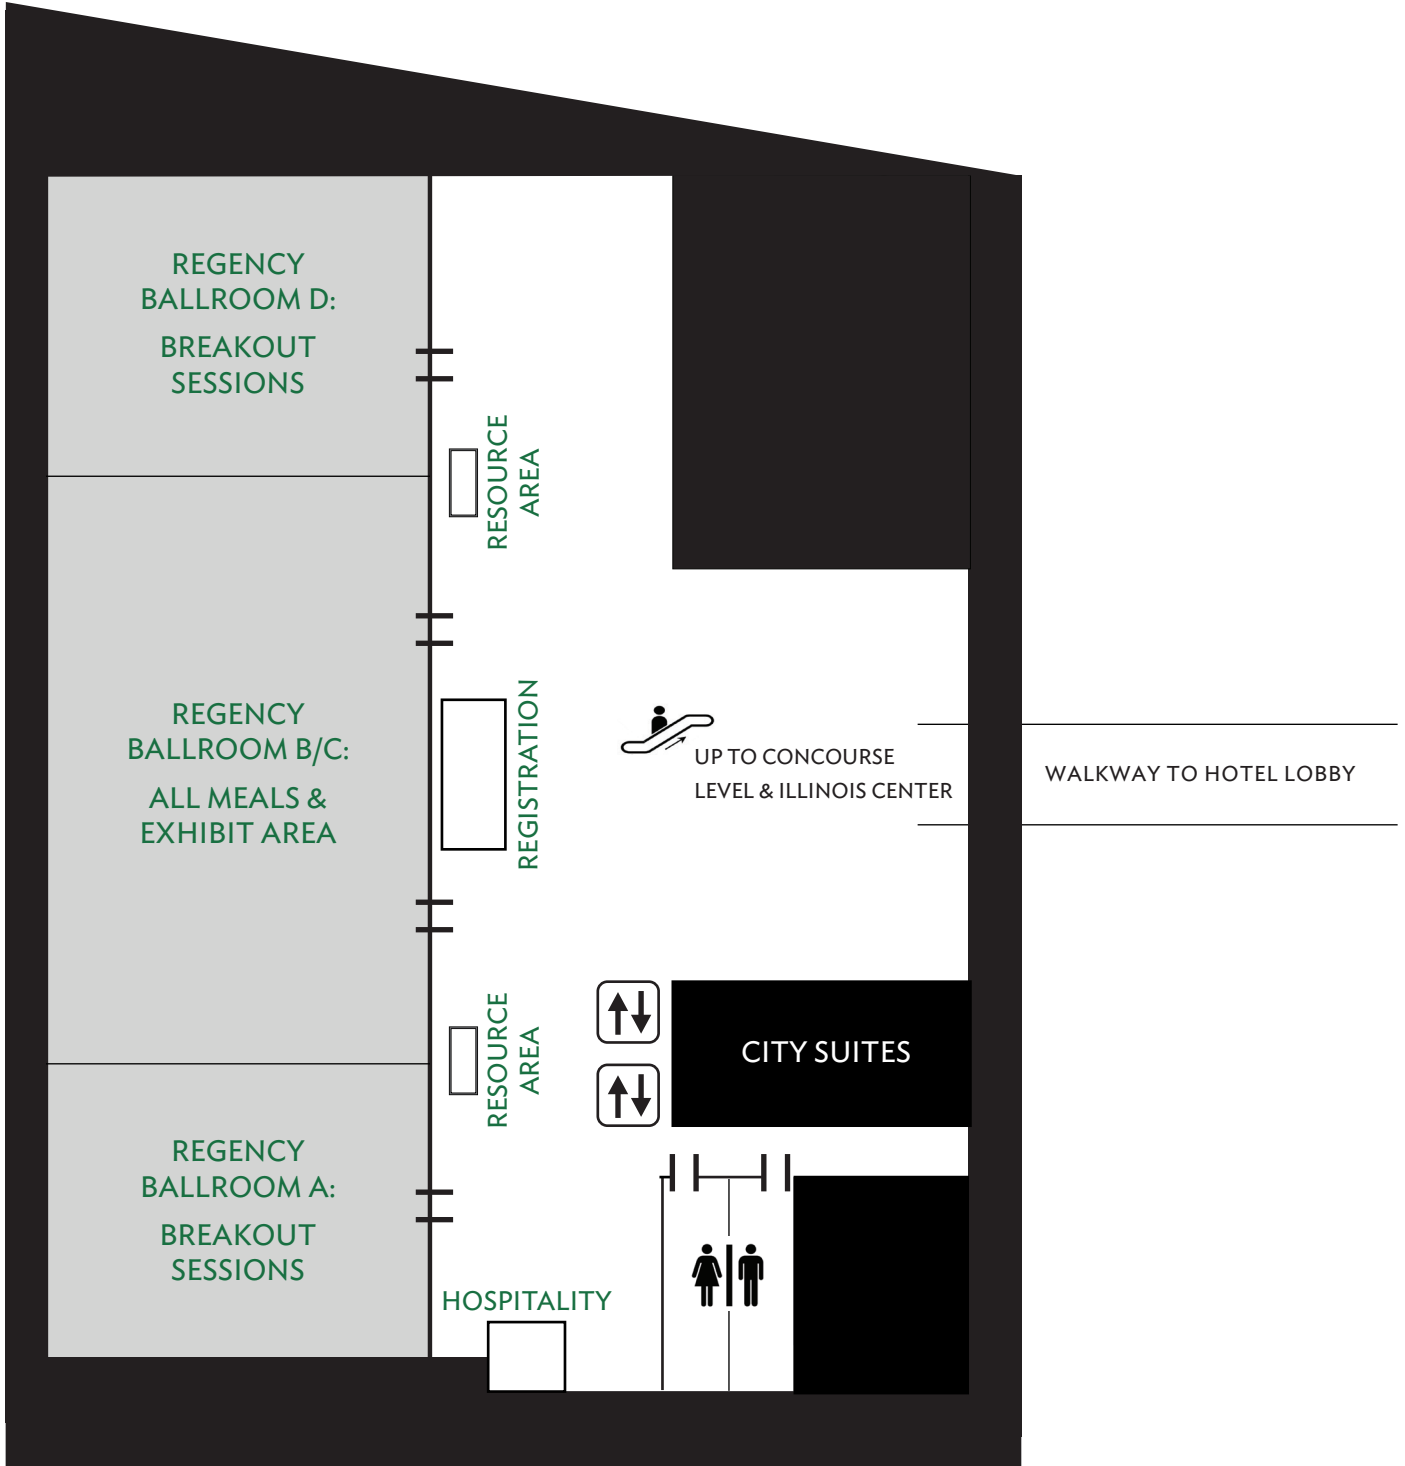 REGENCY
BALLROOM D:
BREAKOUT
SESSIONS
RESOURCE
AREA
REGENCY
BALLROOM B/C:
ALL MEALS &
EXHIBIT AREA
REGISTRATION
UP TO CONCOURSE
LEVEL & ILLINOIS CENTER
WALKWAY TO HOTEL LOBBY
RESOURCE
AREA
CITY SUITES
REGENCY
BALLROOM A:
BREAKOUT
SESSIONS
HOSPITALITY